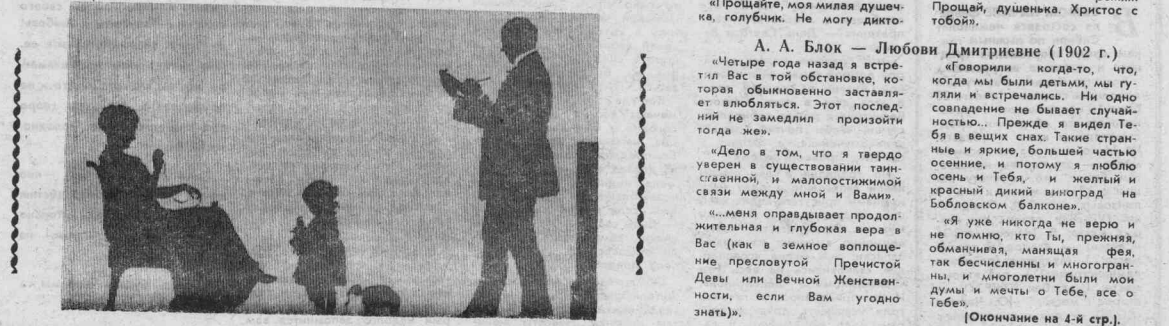 «Прощайте, моя милая душеч-
ка, голубчик. Не могу дикто-
Прощай, душенька. Христос с
тобой».
А. А. Блок — Любови Дмитриевне (1902 г.)
«Четыре года назад я встре-
тил Вас в той обстановке, ко-
торая обыкновенно заставля-
ет влюбляться. Этот послед-
ний не замедлил произойти
тогда же».
«Дело в том, что я твердо
уверен в существовании таин-
ственной, и малопостижимой
связи между мной и Вами».
«...меня оправдывает продол-
жительная и глубокая вера в
Вас (как в земное воплоще-
ние пресловутой Пречистой
Девы или Вечной Женствен-
ности, если Вам угодно
знать)».
«Говорили когда-то, что,
когда мы были детьми, мы гу-
ляли и встречались. Ни одно
совпадение не бывает случай-
ностью... Прежде я видел Те-
бя в вещих снах. Такие стран-
ные и яркие, большей частью
осенние, и потому я люблю
осень и Тебя, и желтый и
красный дикий виноград на
Бобловском балконе».
«Я уже никогда не верю и
не помню, кто Ты, прежняя,
обманчивая, манящая фея,
так бесчисленны и многогран-
ны, и многолетни были мои
думы и мечты о Тебе, все о
Тебе».
[Окончание на 4-й стр.].